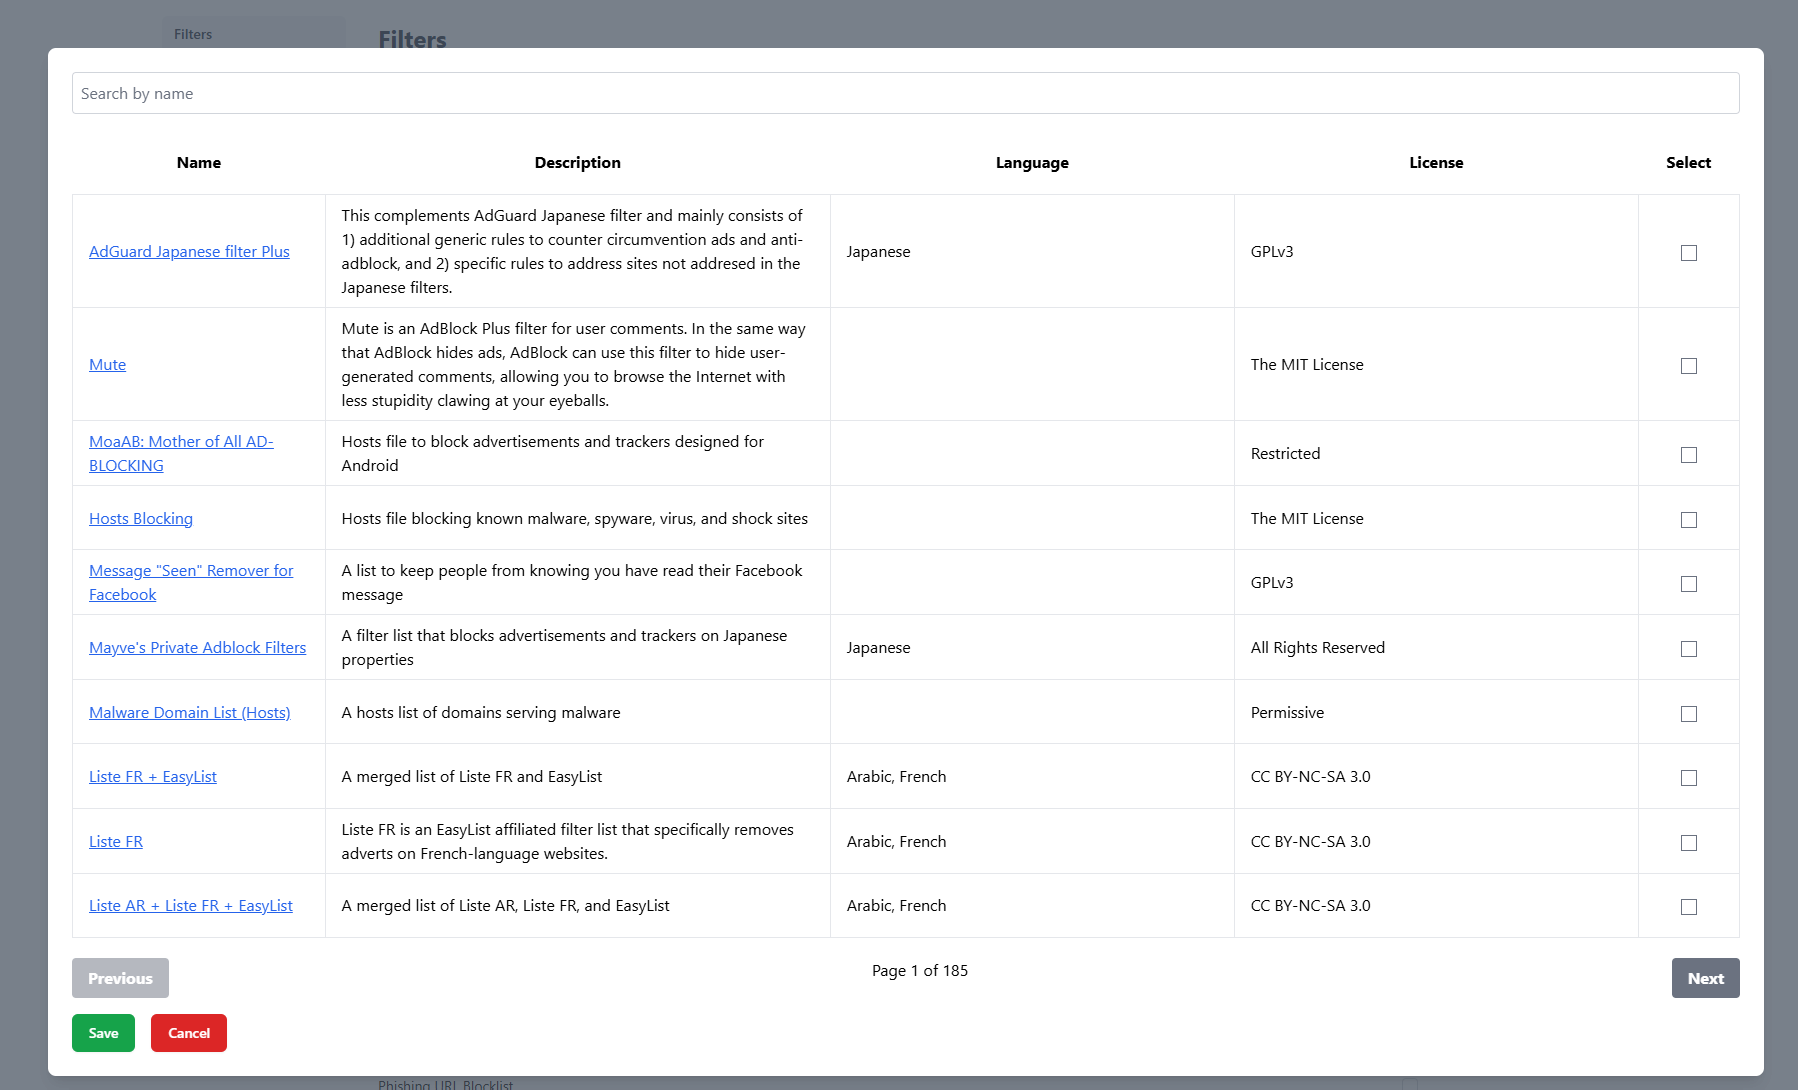 Filters
Filters
Search by name
Name Description Language License Select
AdGuard Japanese filter Plus
This complements AdGuard Japanese filter and mainly consists of
1) additional generic rules to counter circumvention ads and anti-
adblock, and 2) specific rules to address sites not addresed in the
Japanese filters.
Japanese
GPLv3
Mute
Mute is an AdBlock Plus filter for user comments. In the same way
that AdBlock hides ads, AdBlock can use this filter to hide user-
generated comments, allowing you to browse the Internet with
less stupidity clawing at your eyeballs.
The MIT License
MoaAB: Mother of All AD-
BLOCKING
Hosts file to block advertisements and trackers designed for
Android
Restricted
Hosts Blocking
Hosts file blocking known malware, spyware, virus, and shock sites
The MIT License
Message "Seen" Remover for
Facebook
A list to keep people from knowing you have read their Facebook
message
GPLv3
Mayve's Private Adblock Filters
A filter list that blocks advertisements and trackers on Japanese
properties
Japanese
All Rights Reserved
Malware Domain List (Hosts)
A hosts list of domains serving malware
Permissive
Liste FR + EasyList
A merged list of Liste FR and EasyList
Arabic, French
CC BY-NC-SA 3.0
Liste FR
Liste FR is an EasyList affiliated filter list that specifically removes
adverts on French-language websites.
Arabic, French
CC BY-NC-SA 3.0
Liste AR + Liste FR + EasyList
A merged list of Liste AR, Liste FR, and EasyList
Arabic, French
CC BY-NC-SA 3.0
Previous
Page 1 of 185
Next
Save
Cancel
Phishing URL Blocklist